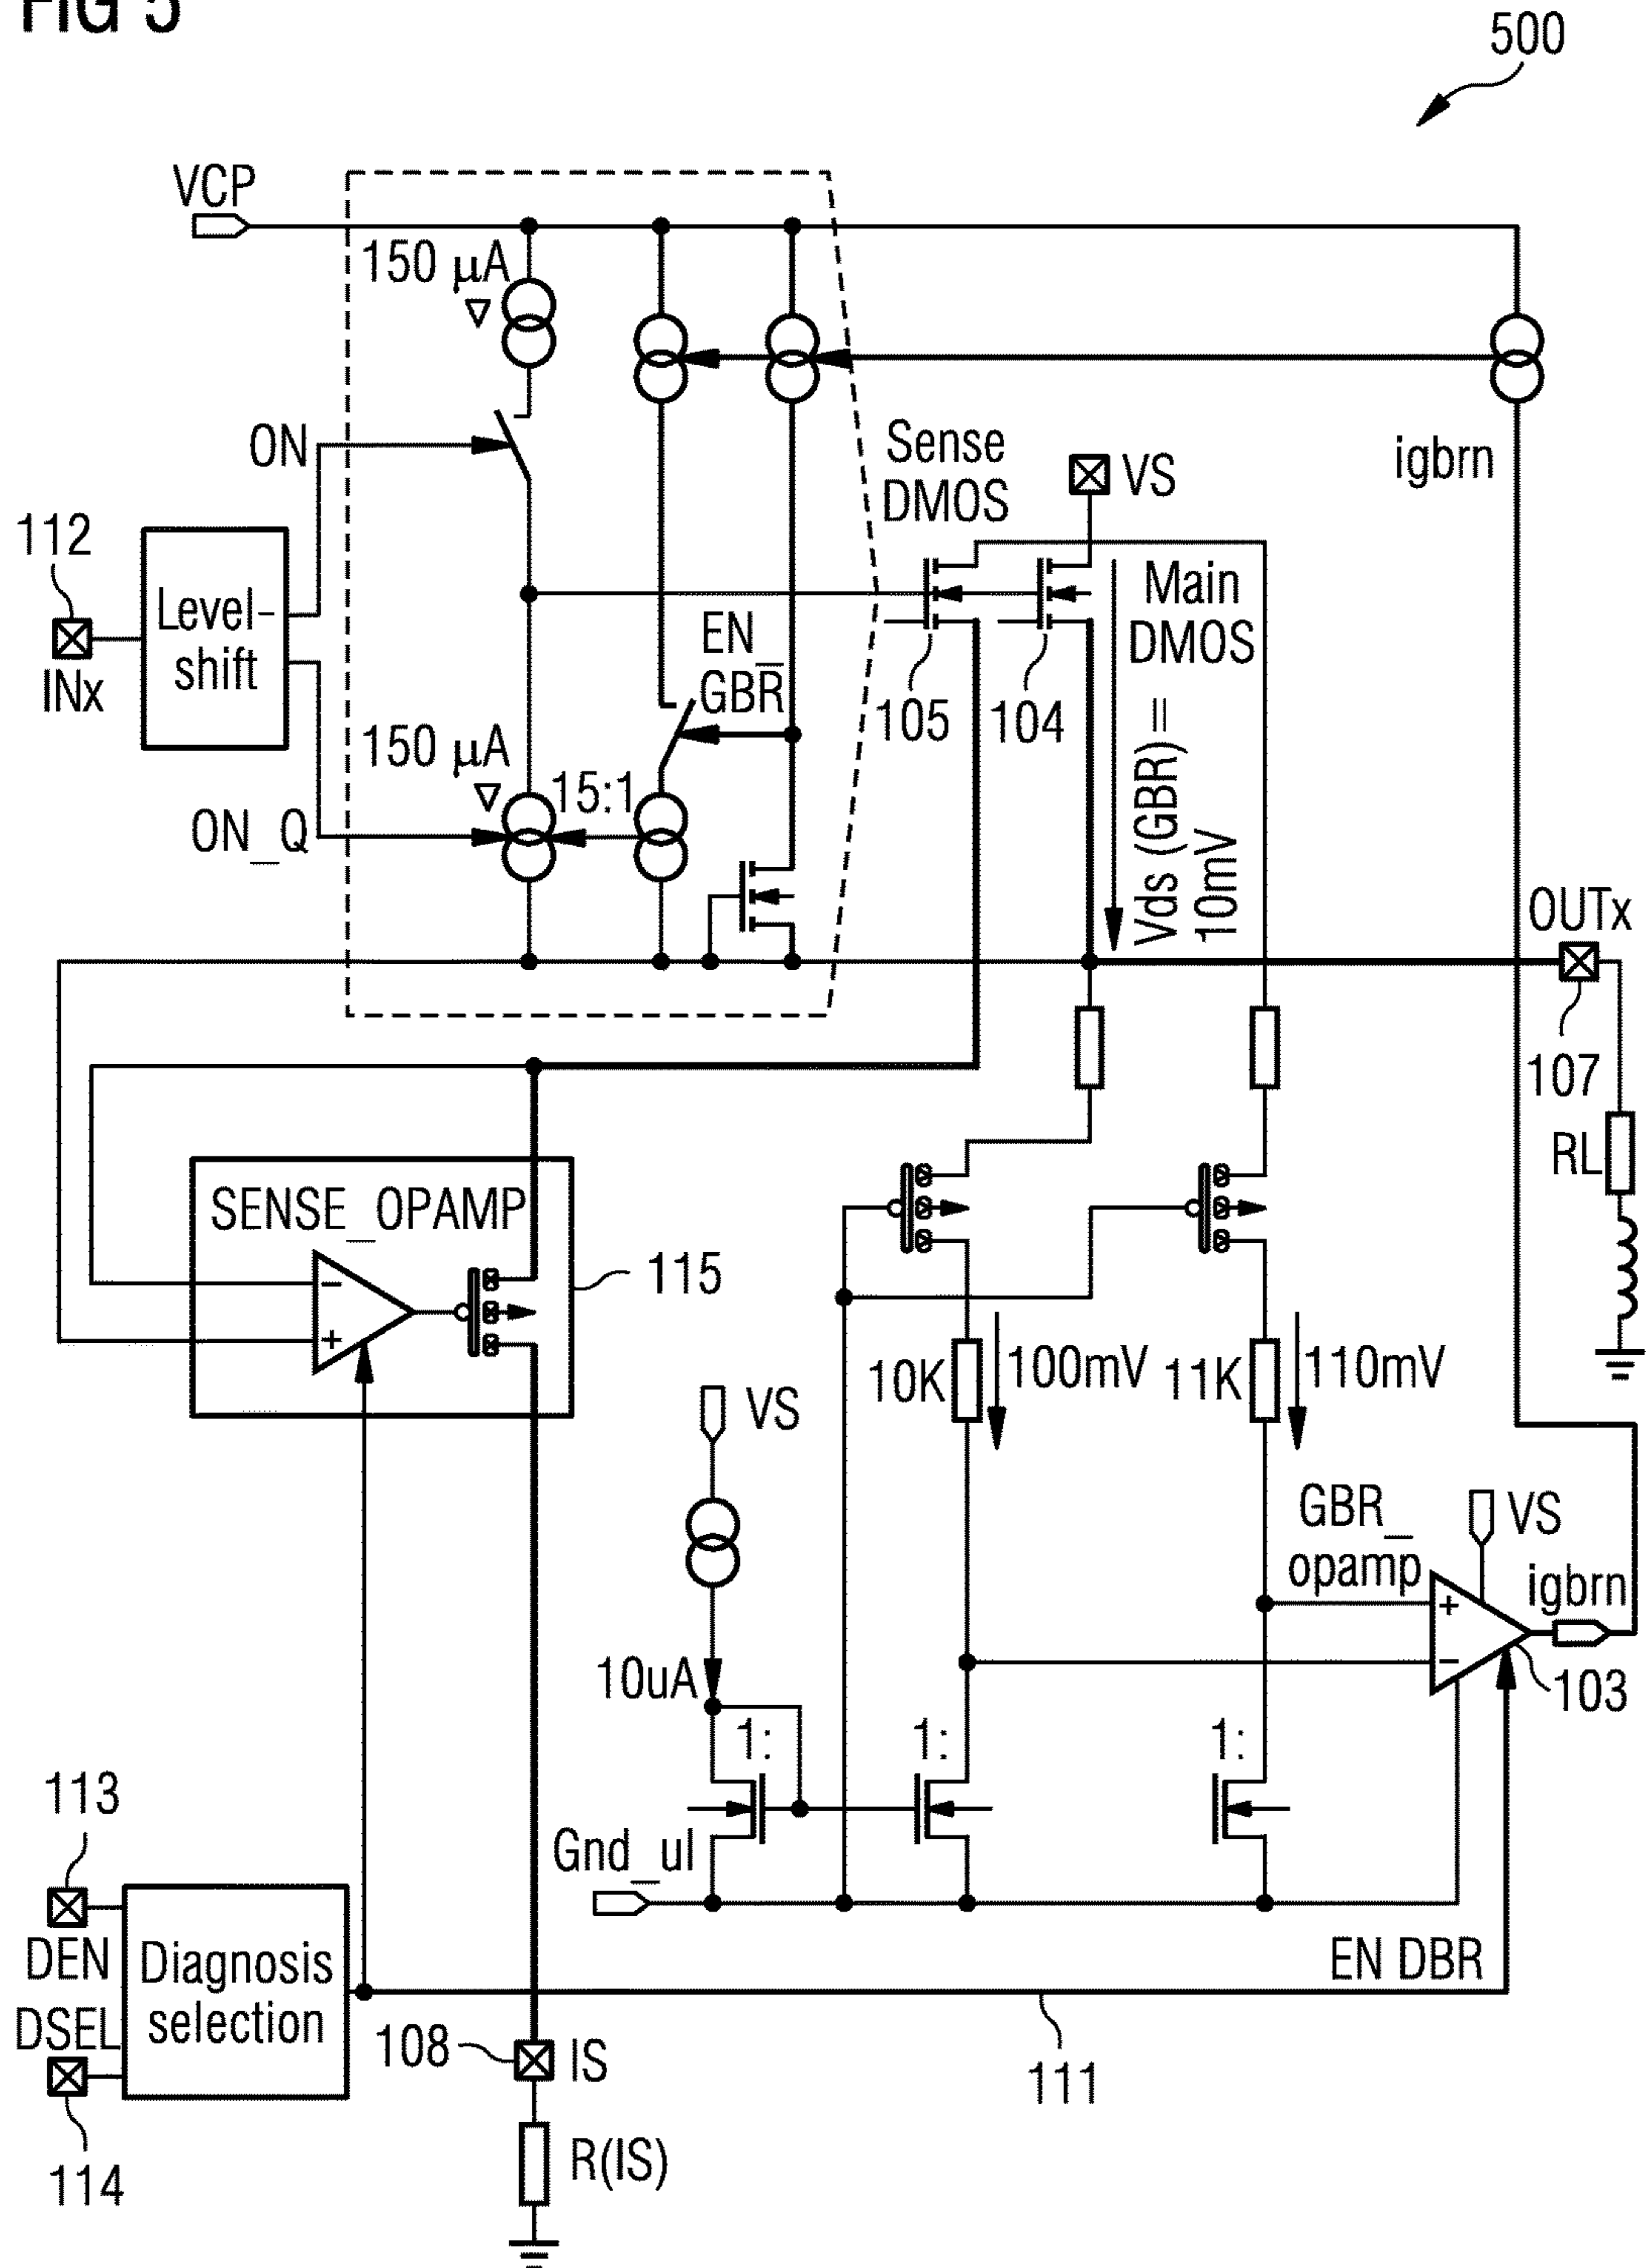 FIG 5
500
VCP
150 µA
ON
Sense
DMOS
VS
igbrn
112
Level-
shift
INx
EN_
GBR
Main
DMOS
105
104
150 µA
15:1
ON_Q
Vds (GBR) =
10mV
OUTx
107
RL
SENSE_OPAMP
115
−
+
10K
100mV
11K
110mV
VS
GBR_
opamp
VS
igbrn
+
−
103
10uA
1:
1:
1:
113
Gnd_ul
DEN
Diagnosis
selection
DSEL
EN DBR
108
IS
111
114
R(IS)